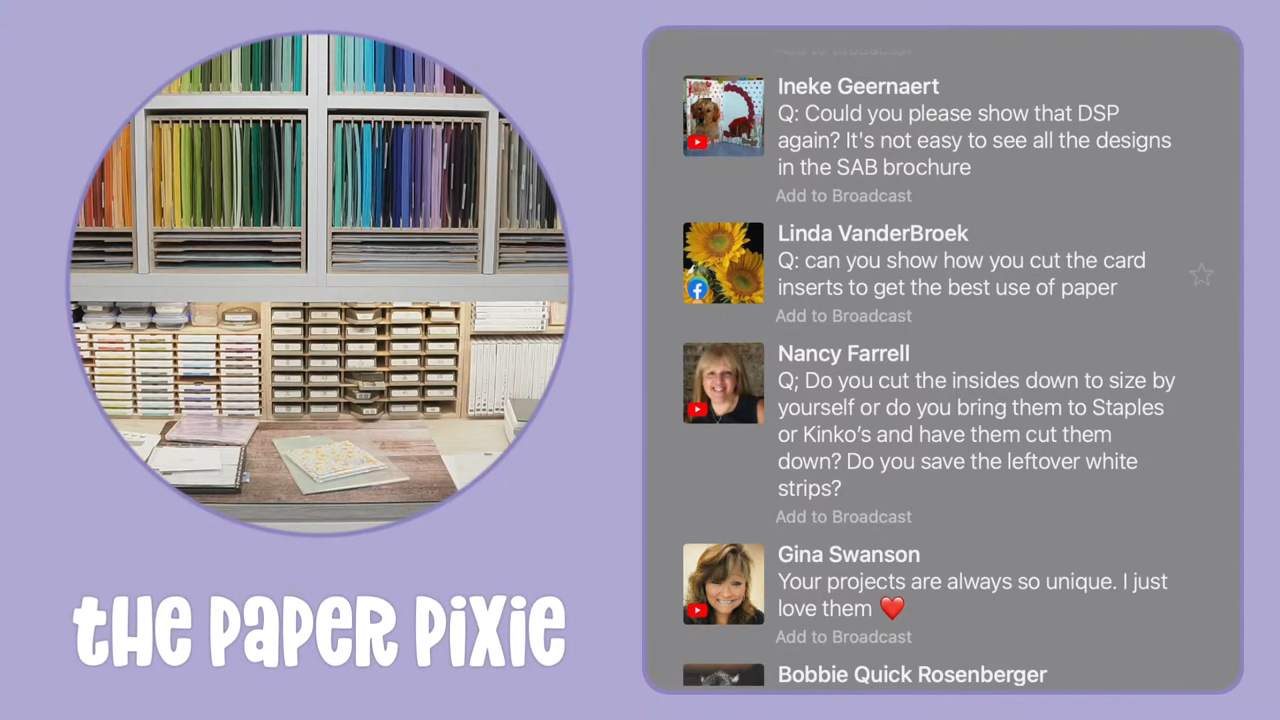 Add to Broadcast
Ineke Geernaert
Q: Could you please show that DSP
again? It's not easy to see all the designs
in the SAB brochure
Add to Broadcast
Linda VanderBroek
Q: can you show how you cut the card
inserts to get the best use of paper
Add to Broadcast
Nancy Farrell
Q; Do you cut the insides down to size by
yourself or do you bring them to Staples
or Kinko’s and have them cut them
down? Do you save the leftover white
strips?
Add to Broadcast
Gina Swanson
Your projects are always so unique. I just
love them ❤️
Add to Broadcast
Bobbie Quick Rosenberger
the PAPER PiXiE